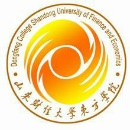 Dongfang College Shandong University of Finance and Economics
山东财经大学东方学院